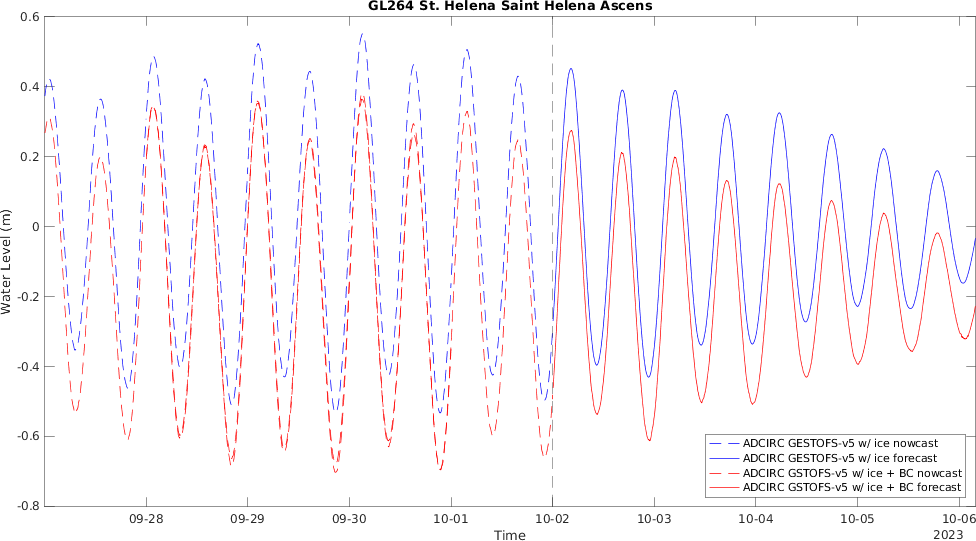 GL264 St. Helena Saint Helena Ascens
0.6
0.4
0.2
0
-0.2
-0.4
-0.6
-0.8
Water Level (m)
ADCIRC GESTOFS-v5 w/ ice nowcast
ADCIRC GESTOFS-v5 w/ ice forecast
ADCIRC GSTOFS-v5 w/ ice + BC nowcast
ADCIRC GSTOFS-v5 w/ ice + BC forecast
09-28 09-29 09-30 10-01 10-02 10-03 10-04 10-05 10-06
Time 2023